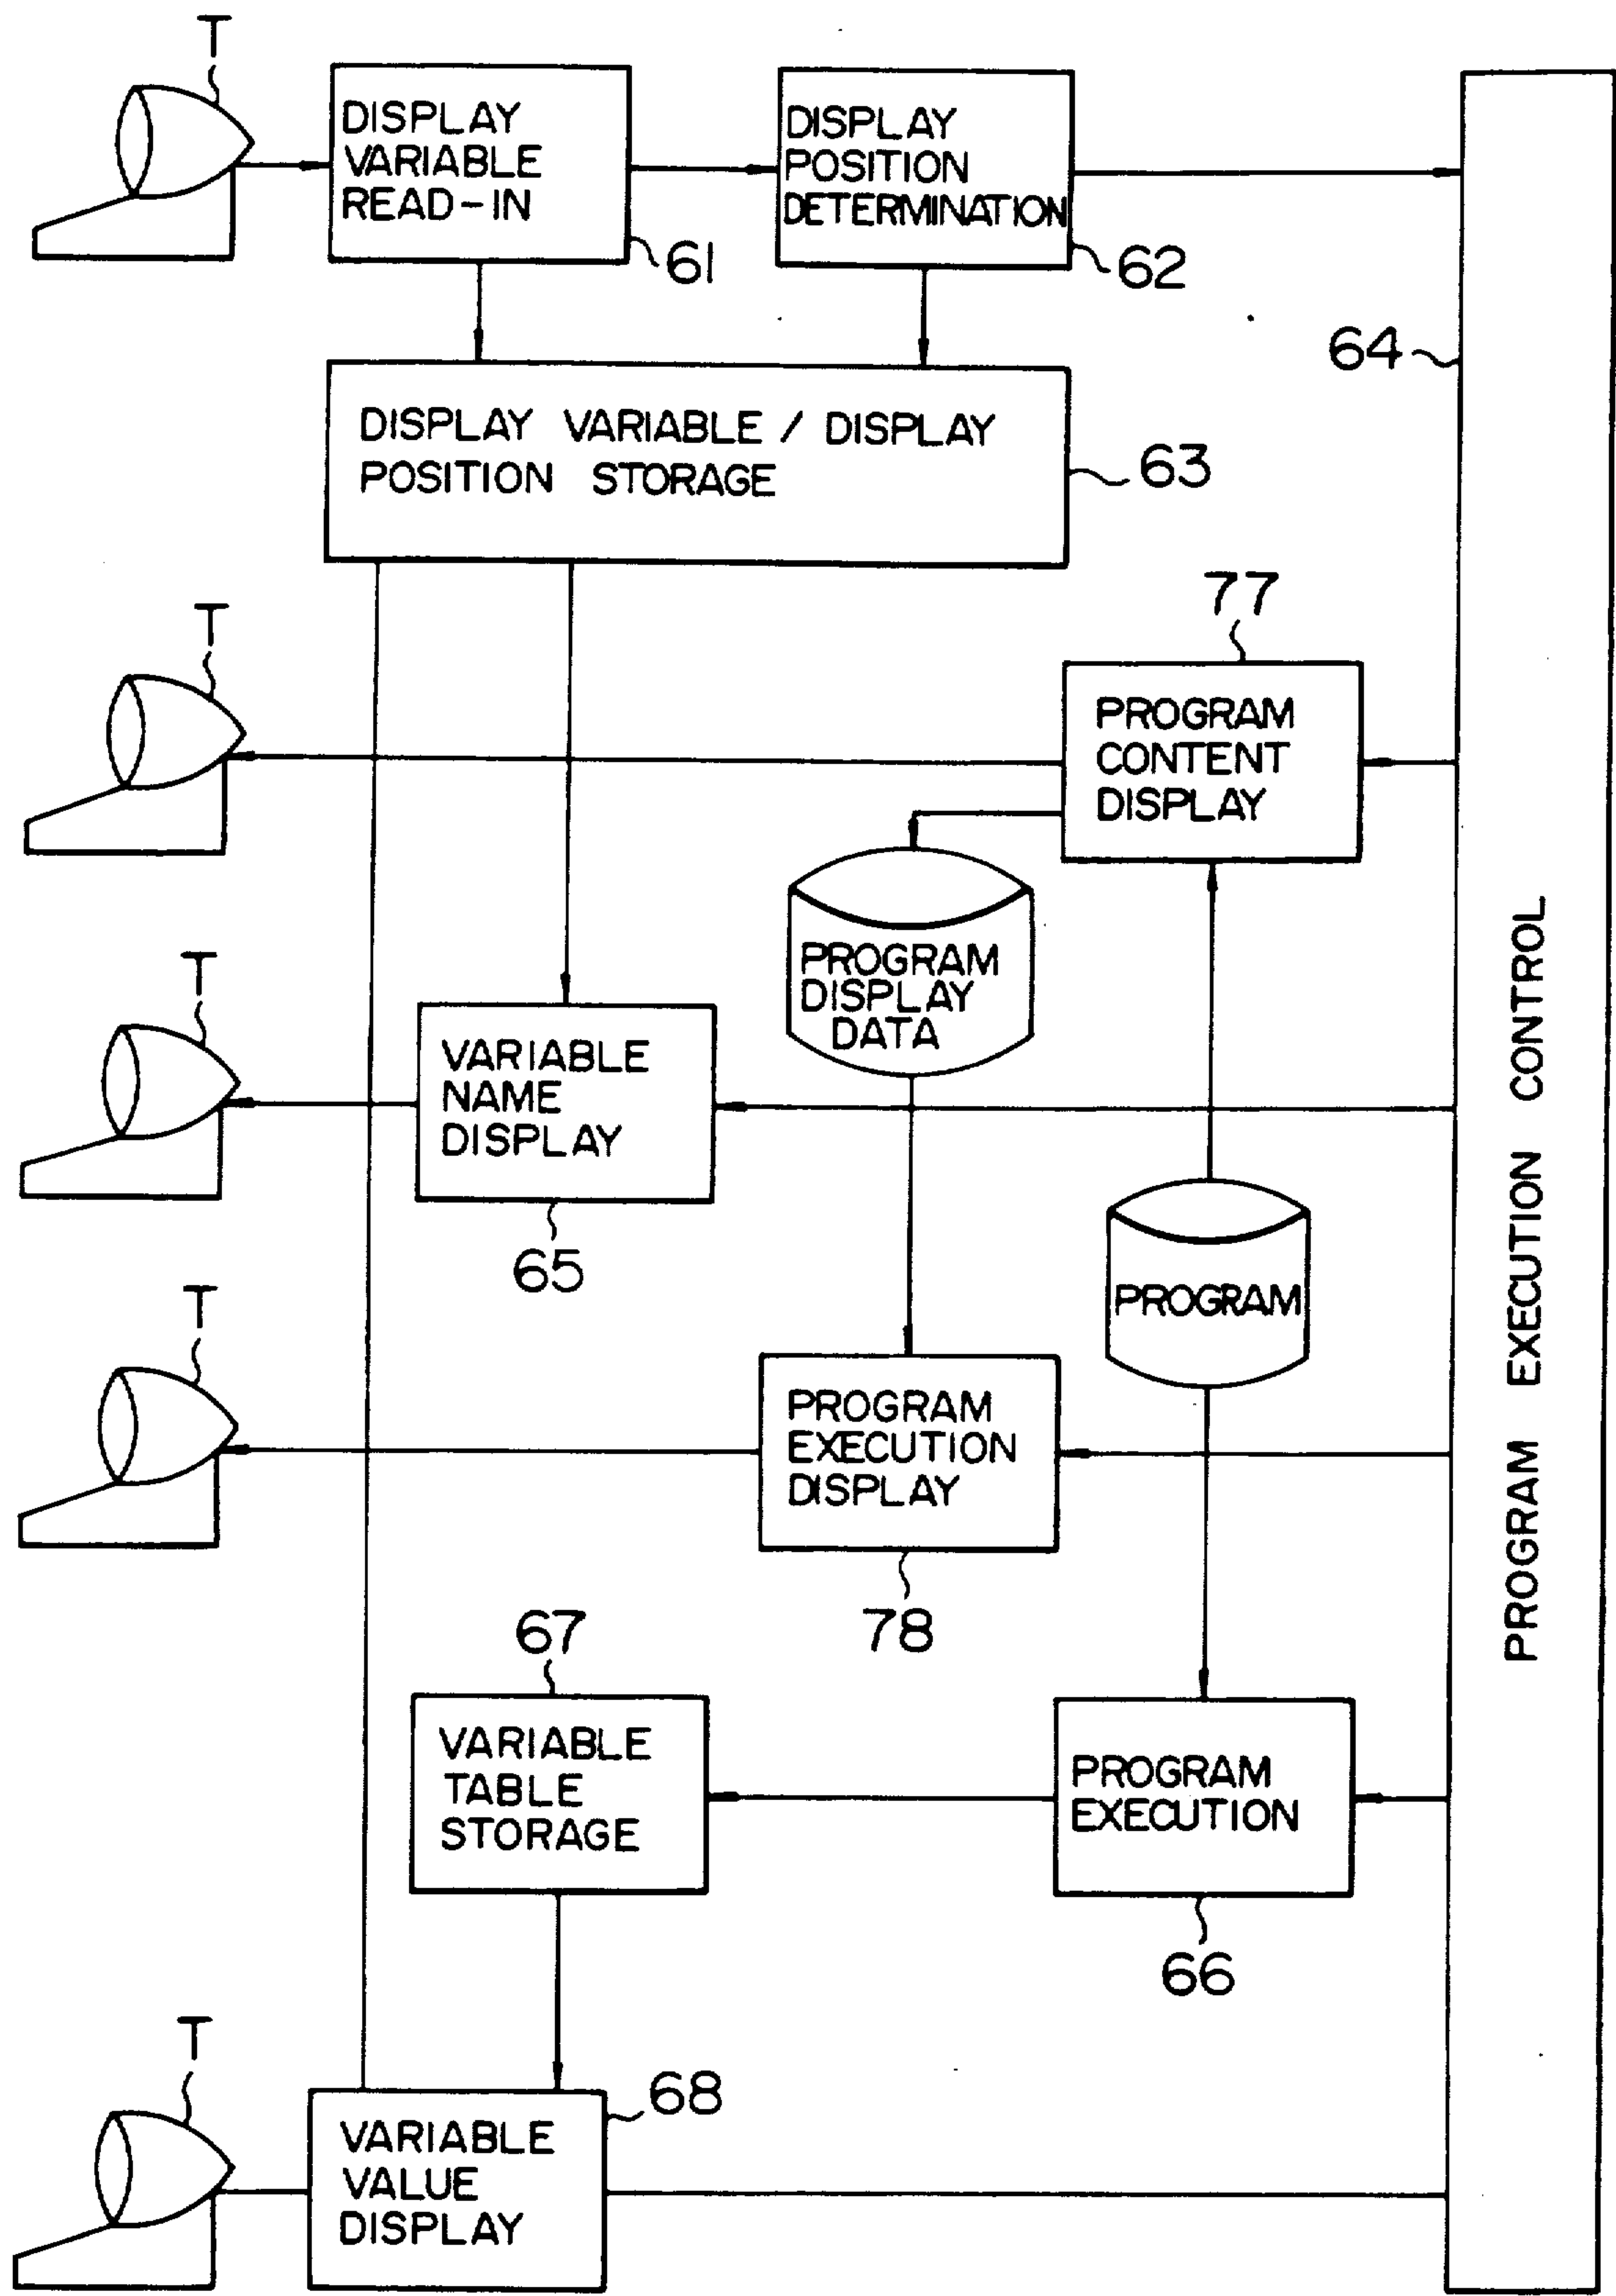 T
DISPLAY
VARIABLE
READ-IN
61
DISPLAY
POSITION
DETERMINATION
62
64
DISPLAY VARIABLE / DISPLAY
POSITION STORAGE
63
77
T
PROGRAM
CONTENT
DISPLAY
PROGRAM
DISPLAY
DATA
T
VARIABLE
NAME
DISPLAY
65
PROGRAM
PROGRAM EXECUTION CONTROL
T
PROGRAM
EXECUTION
DISPLAY
78
67
VARIABLE
TABLE
STORAGE
PROGRAM
EXECUTION
66
T
68
VARIABLE
VALUE
DISPLAY